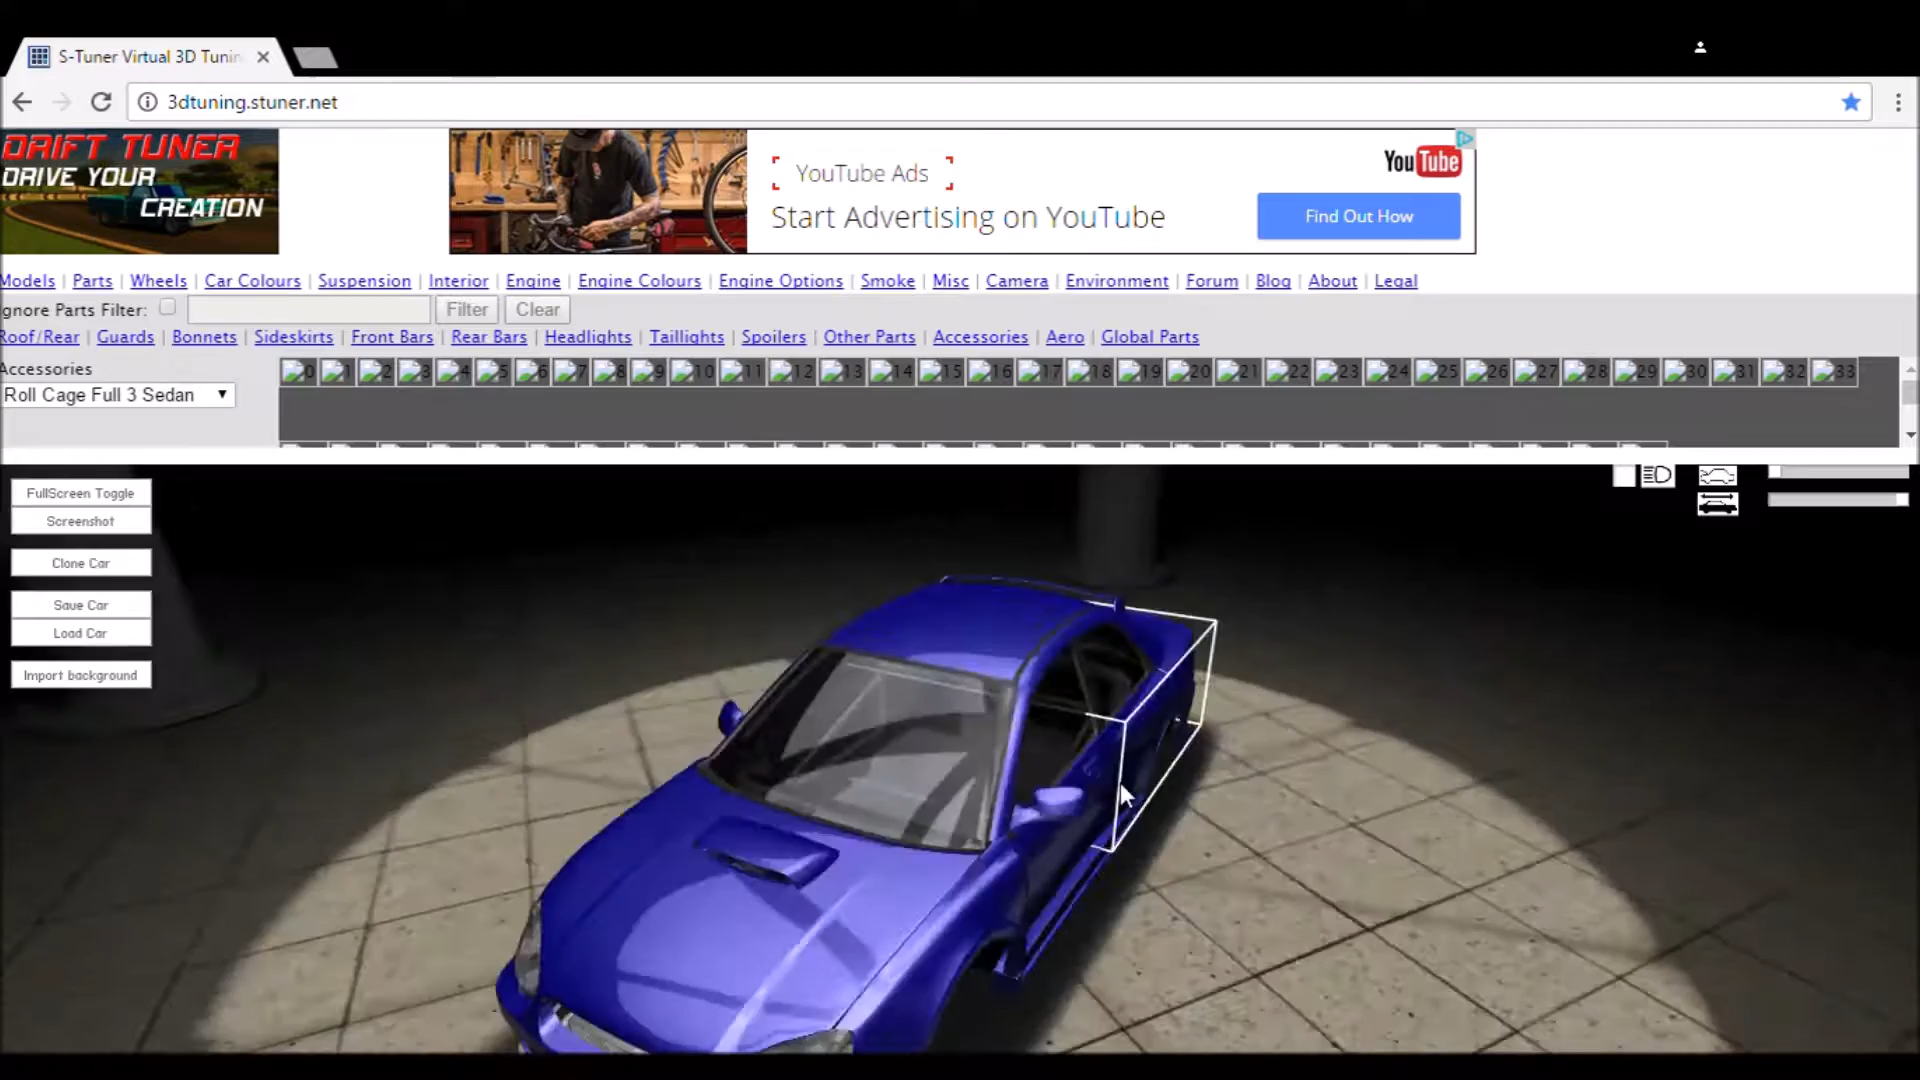 S-Tuner Virtual 3D Tunin
3dtuning.stuner.net
DRIFT TUNER
DRIVE YOUR
CREATION
YouTube Ads
Start Advertising on YouTube
YouTube
Find Out How
Models | Parts | Wheels | Car Colours | Suspension | Interior | Engine | Engine Colours | Engine Options | Smoke | Misc | Camera | Environment | Forum | Blog | About | Legal
gnore Parts Filter:
Filter
Clear
Roof/Rear | Guards | Bonnets | Sideskirts | Front Bars | Rear Bars | Headlights | Taillights | Spoilers | Other Parts | Accessories | Aero | Global Parts
Accessories
Roll Cage Full 3 Sedan
0 1 2 3 4 5 6 7 8 9 10 11 12 13 14 15 16 17 18 19 20 21 22 23 24 25 26 27 28 29 30 31 32 33
FullScreen Toggle
Screenshot
Clone Car
Save Car
Load Car
Import background